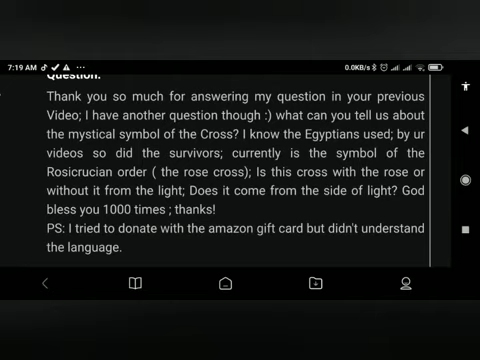 7:19 AM
0.0KB/s
Question:
Thank you so much for answering my question in your previous
Video; I have another question though :) what can you tell us about
the mystical symbol of the Cross? I know the Egyptians used; by ur
videos so did the survivors; currently is the symbol of the
Rosicrucian order ( the rose cross); Is this cross with the rose or
without it from the light; Does it come from the side of light? God
bless you 1000 times ; thanks!
PS: I tried to donate with the amazon gift card but didn't understand
the language.